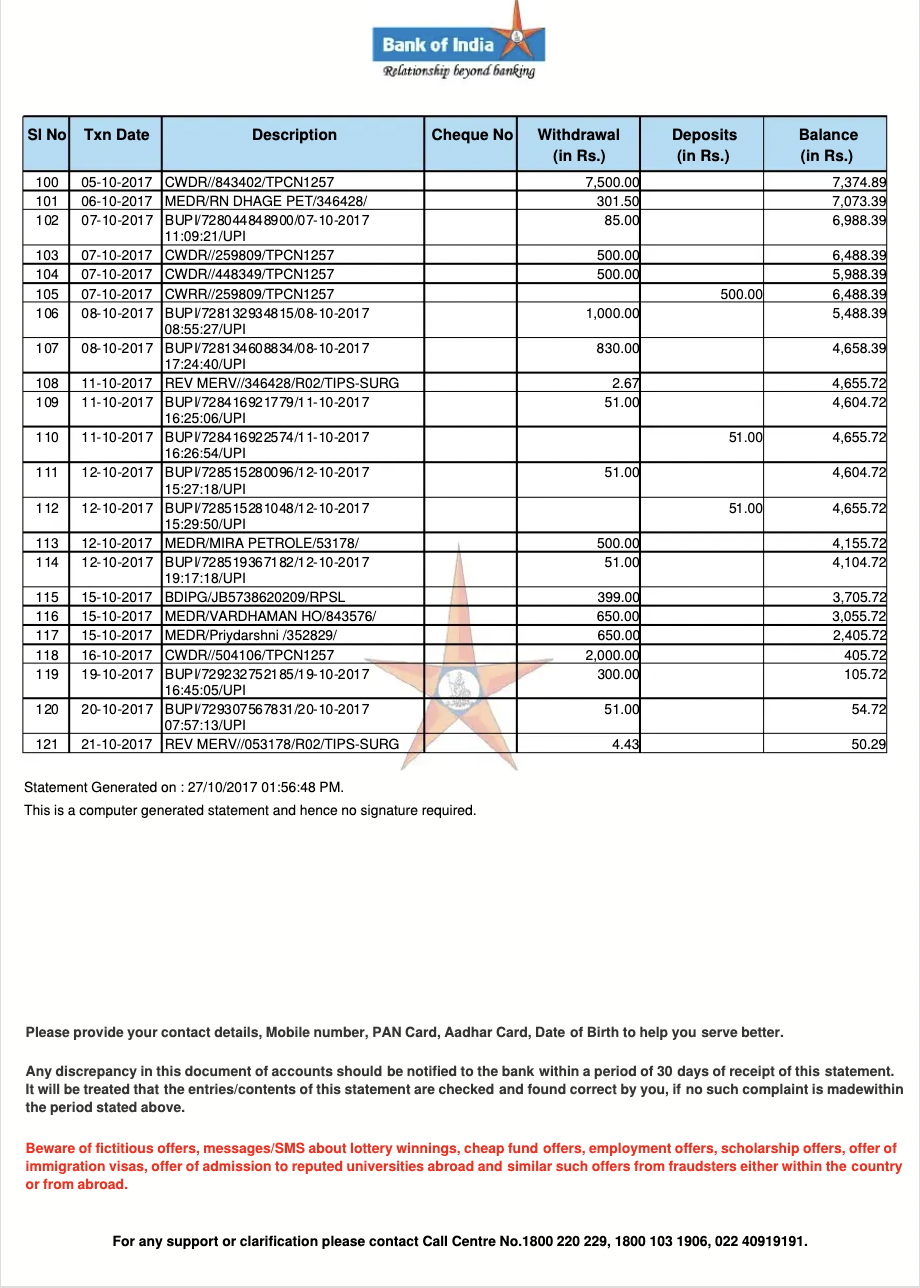 Bank of India
Relationship beyond banking
Sl No Txn Date Description Cheque No Withdrawal (in Rs.) Deposits (in Rs.) Balance (in Rs.)
100 05-10-2017 CWDR//843402/TPCN1257 7,500.00 7,374.89
101 06-10-2017 MEDR/RN DHAGE PET/346428/ 301.50 7,073.39
102 07-10-2017 BUPI/728044848900/07-10-2017 85.00 6,988.39
11:09:21/UPI
103 07-10-2017 CWDR//259809/TPCN1257 500.00 6,488.39
104 07-10-2017 CWDR//448349/TPCN1257 500.00 5,988.39
105 07-10-2017 CWRR//259809/TPCN1257 500.00 6,488.39
106 08-10-2017 BUPI/728132934815/08-10-2017 1,000.00 5,488.39
08:55:27/UPI
107 08-10-2017 BUPI/728134608834/08-10-2017 830.00 4,658.39
17:24:40/UPI
108 11-10-2017 REV MERV//346428/R02/TIPS-SURG 2.67 4,655.72
109 11-10-2017 BUPI/728416921779/11-10-2017 51.00 4,604.72
16:25:06/UPI
110 11-10-2017 BUPI/728416922574/11-10-2017 51.00 4,655.72
16:26:54/UPI
111 12-10-2017 BUPI/728515280096/12-10-2017 51.00 4,604.72
15:27:18/UPI
112 12-10-2017 BUPI/728515281048/12-10-2017 51.00 4,655.72
15:29:50/UPI
113 12-10-2017 MEDR/MIRA PETROLE/53178/ 500.00 4,155.72
114 12-10-2017 BUPI/728519367182/12-10-2017 51.00 4,104.72
19:17:18/UPI
115 15-10-2017 BDIPG/JB5738620209/RPSL 399.00 3,705.72
116 15-10-2017 MEDR/VARDHAMAN HO/843576/ 650.00 3,055.72
117 15-10-2017 MEDR/Priydarshni /352829/ 650.00 2,405.72
118 16-10-2017 CWDR//504106/TPCN1257 2,000.00 405.72
119 19-10-2017 BUPI/729232752185/19-10-2017 300.00 105.72
16:45:05/UPI
120 20-10-2017 BUPI/729307567831/20-10-2017 51.00 54.72
07:57:13/UPI
121 21-10-2017 REV MERV//053178/R02/TIPS-SURG 4.43 50.29
Statement Generated on : 27/10/2017 01:56:48 PM.
This is a computer generated statement and hence no signature required.
Please provide your contact details, Mobile number, PAN Card, Aadhar Card, Date of Birth to help you serve better.
Any discrepancy in this document of accounts should be notified to the bank within a period of 30 days of receipt of this statement.
It will be treated that the entries/contents of this statement are checked and found correct by you, if no such complaint is madewithin
the period stated above.
Beware of fictitious offers, messages/SMS about lottery winnings, cheap fund offers, employment offers, scholarship offers, offer of
immigration visas, offer of admission to reputed universities abroad and similar such offers from fraudsters either within the country
or from abroad.
For any support or clarification please contact Call Centre No.1800 220 229, 1800 103 1906, 022 40919191.